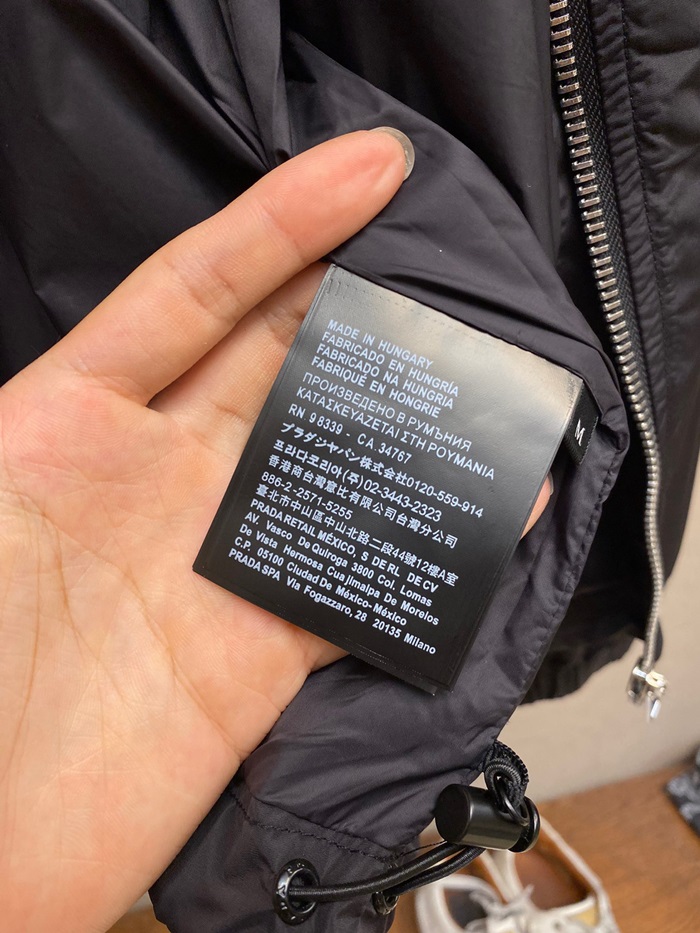 MADE IN HUNGARY
FABRICADO EN HUNGRÍA
FABRICADO NA HUNGRIA
FABRIQUÉ EN HONGRIE
ПРОИЗВЕДЕНО В РУМЪНИЯ
ΚΑΤΑΣΚΕΥΑΖΕΤΑΙ ΣΤΗ ΡΟΥΜΑΝΙΑ
RN 98339 - CA. 34767
プラダジャパン株式会社0120-559-914
프라다코리아(주)02-3443-2323
香港商台灣意比有限公司台灣分公司
886-2-2571-5255
臺北市中山區中山北路二段44號12樓A室
PRADA RETAIL MÉXICO, S DE RL DE CV
AV. Vasco De Quiroga 3800 Col. Lomas
De Vista Hermosa Cuajimalpa De Morelos
C.P. 05100 Ciudad De México-México
PRADA SPA Via Fogazzaro, 28 20135 Milano
M